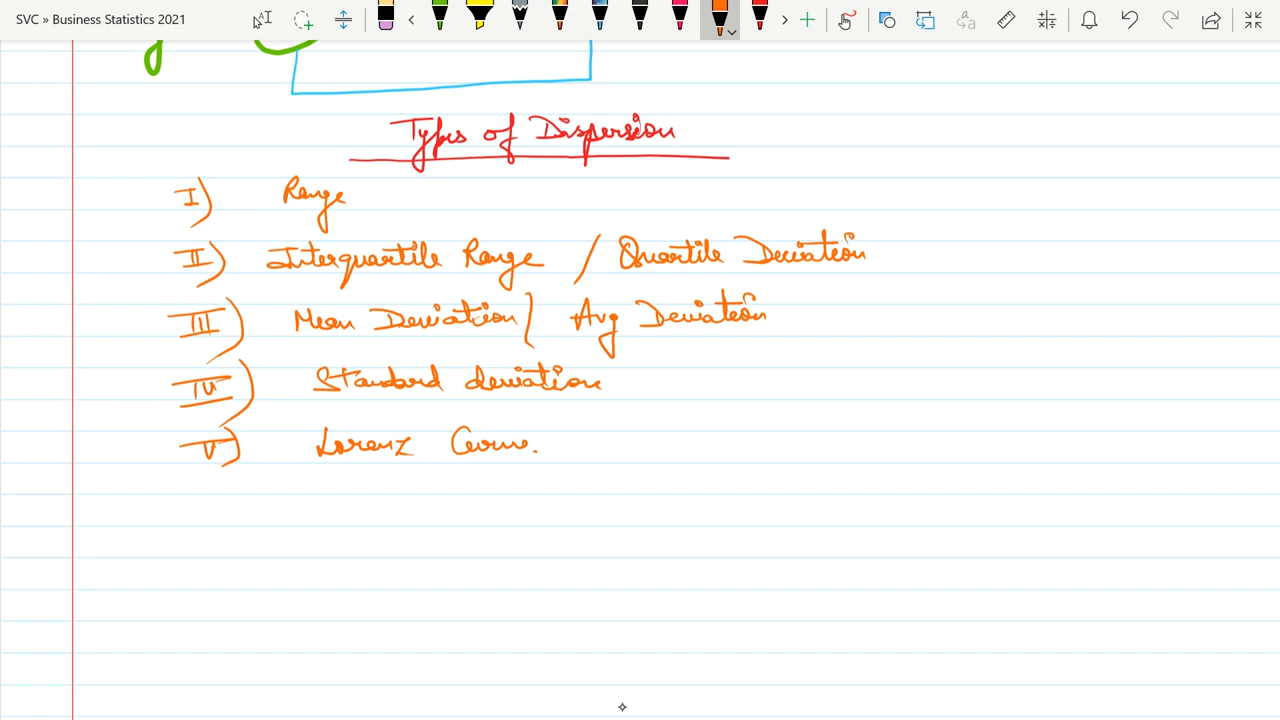 SVC » Business Statistics 2021
Types of Dispersion
I) Range
II) Interquartile Range / Quartile Deviation
III) Mean Deviation / Avg Deviation
IV) Standard deviation
V) Lorenz Curve.